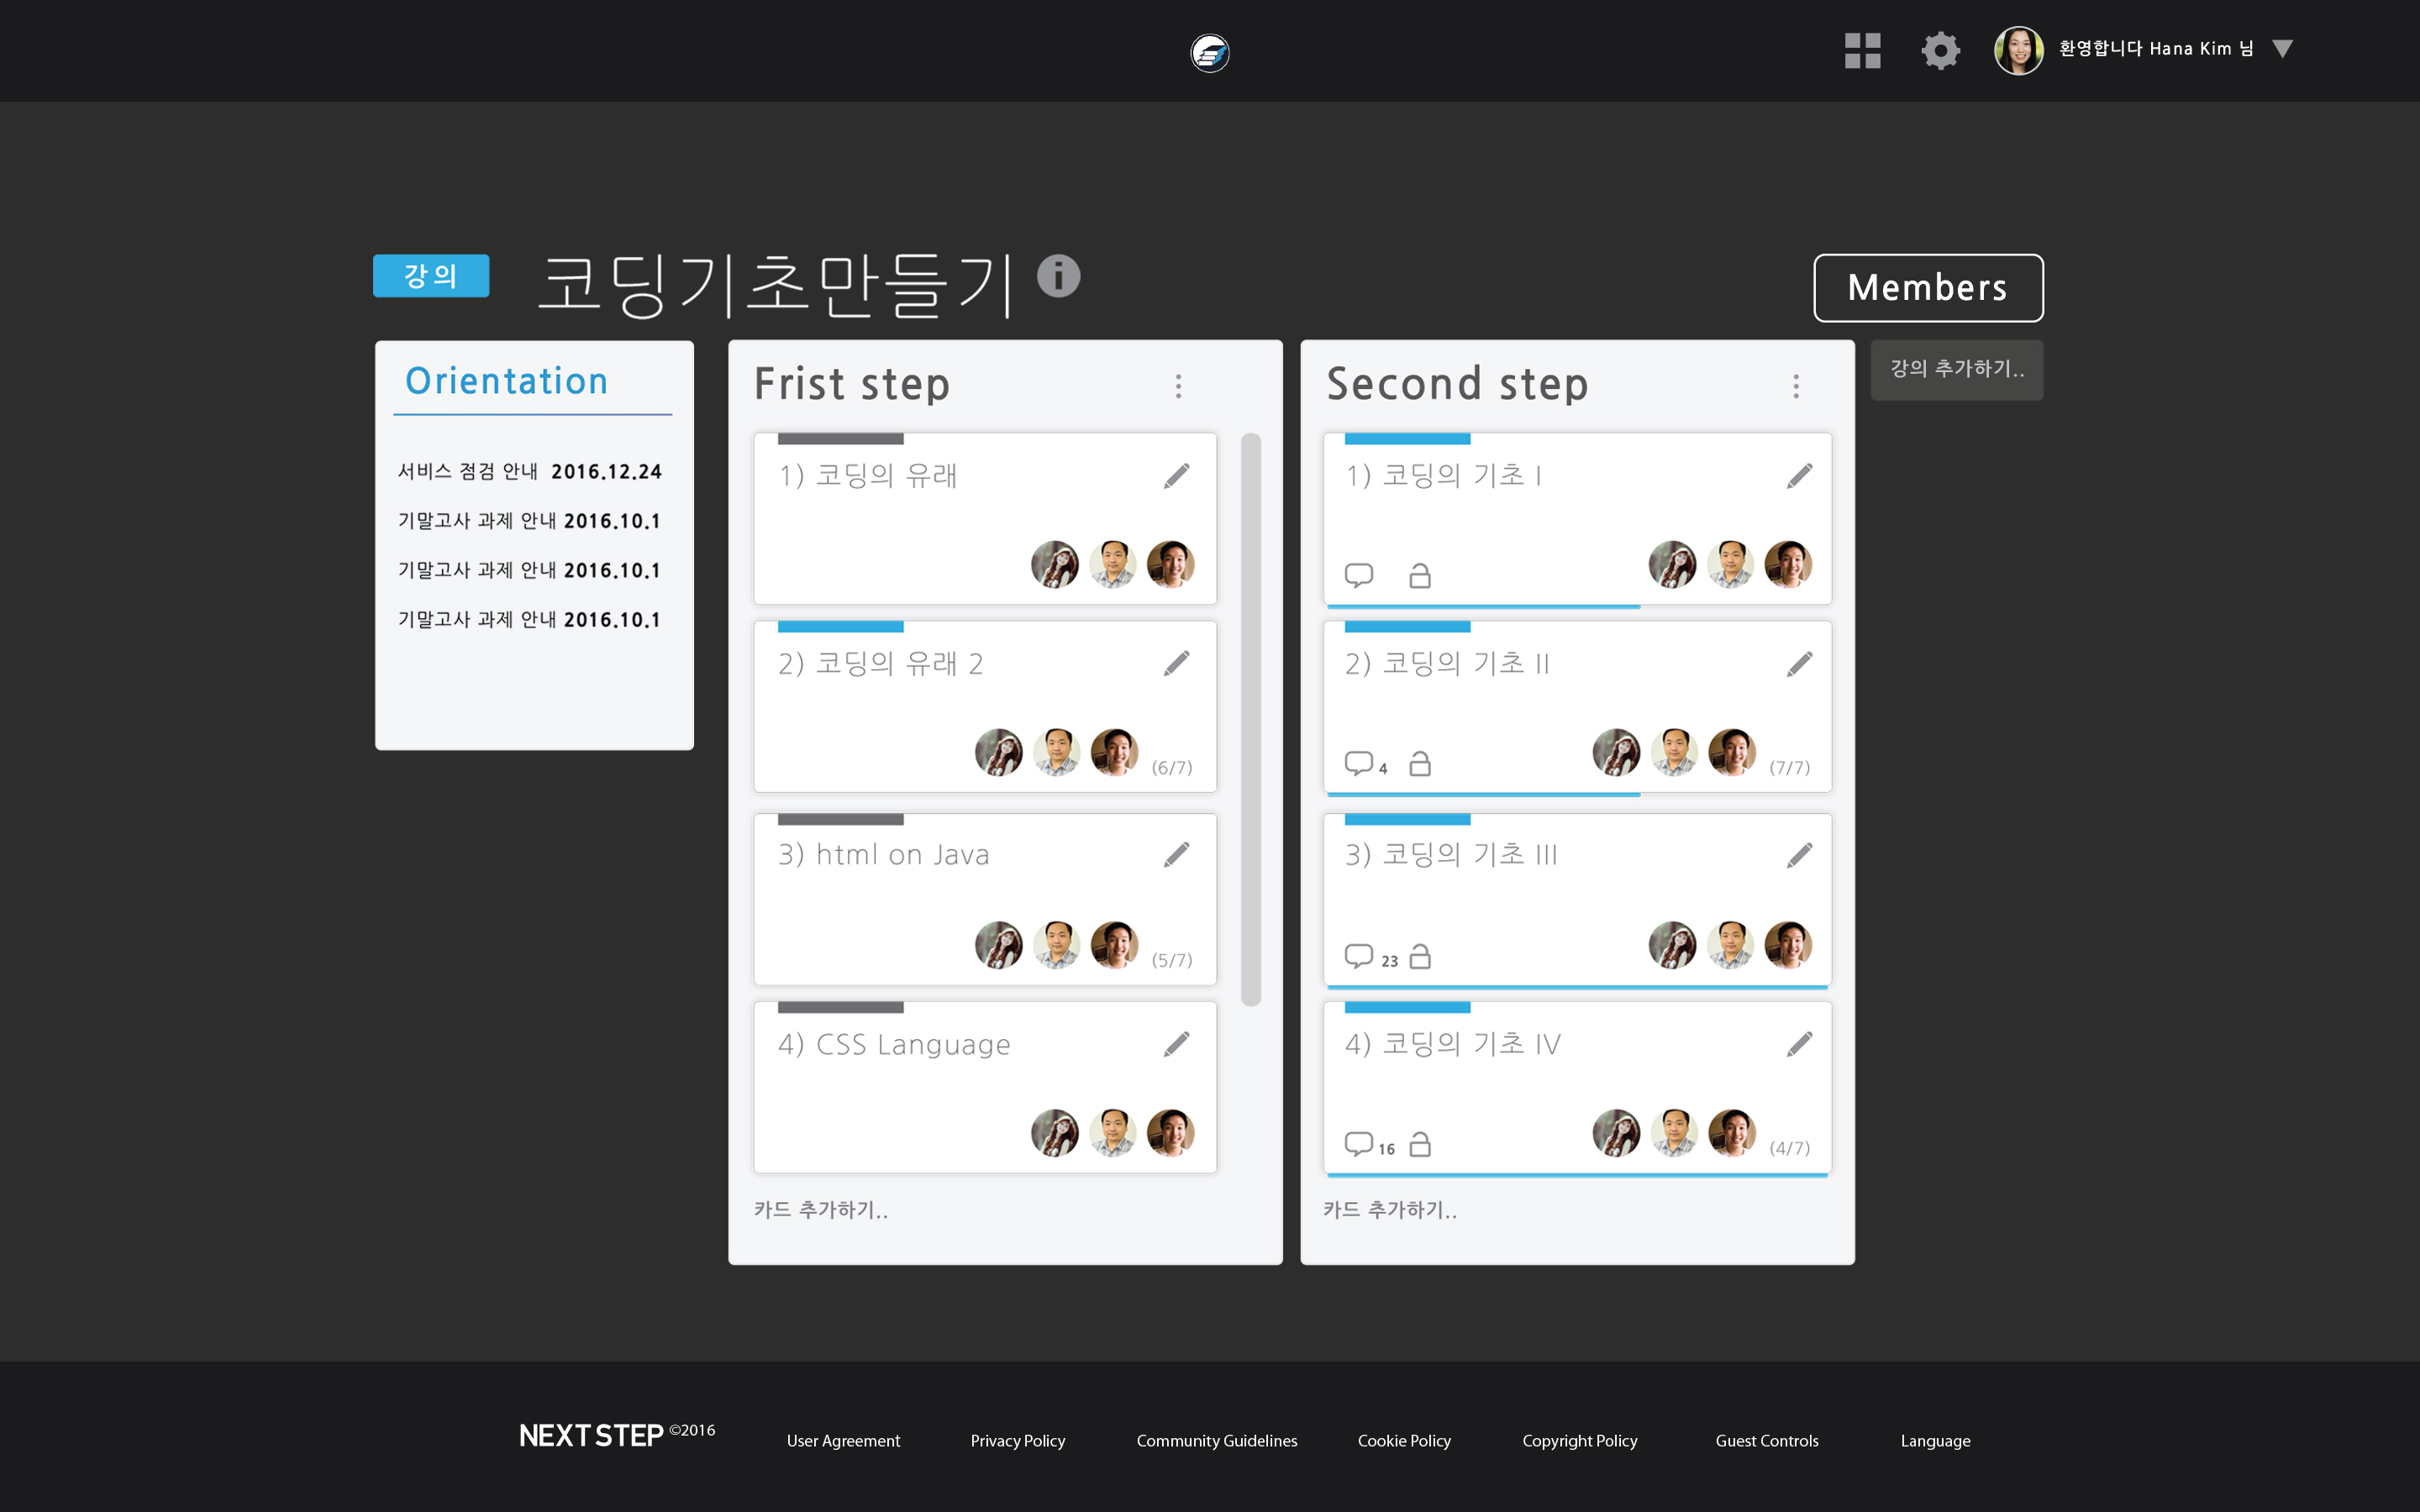 환영합니다 Hana Kim 님
강의
코딩기초만들기
Members
Orientation
서비스 점검 안내 2016.12.24
기말고사 과제 안내 2016.10.1
기말고사 과제 안내 2016.10.1
기말고사 과제 안내 2016.10.1
Frist step
1) 코딩의 유래
2) 코딩의 유래 2
(6/7)
3) html on Java
(5/7)
4) CSS Language
카드 추가하기..
Second step
1) 코딩의 기초 I
2) 코딩의 기초 II
4
(7/7)
3) 코딩의 기초 III
23
4) 코딩의 기초 IV
16
(4/7)
카드 추가하기..
강의 추가하기..
NEXT STEP ©2016
User Agreement
Privacy Policy
Community Guidelines
Cookie Policy
Copyright Policy
Guest Controls
Language